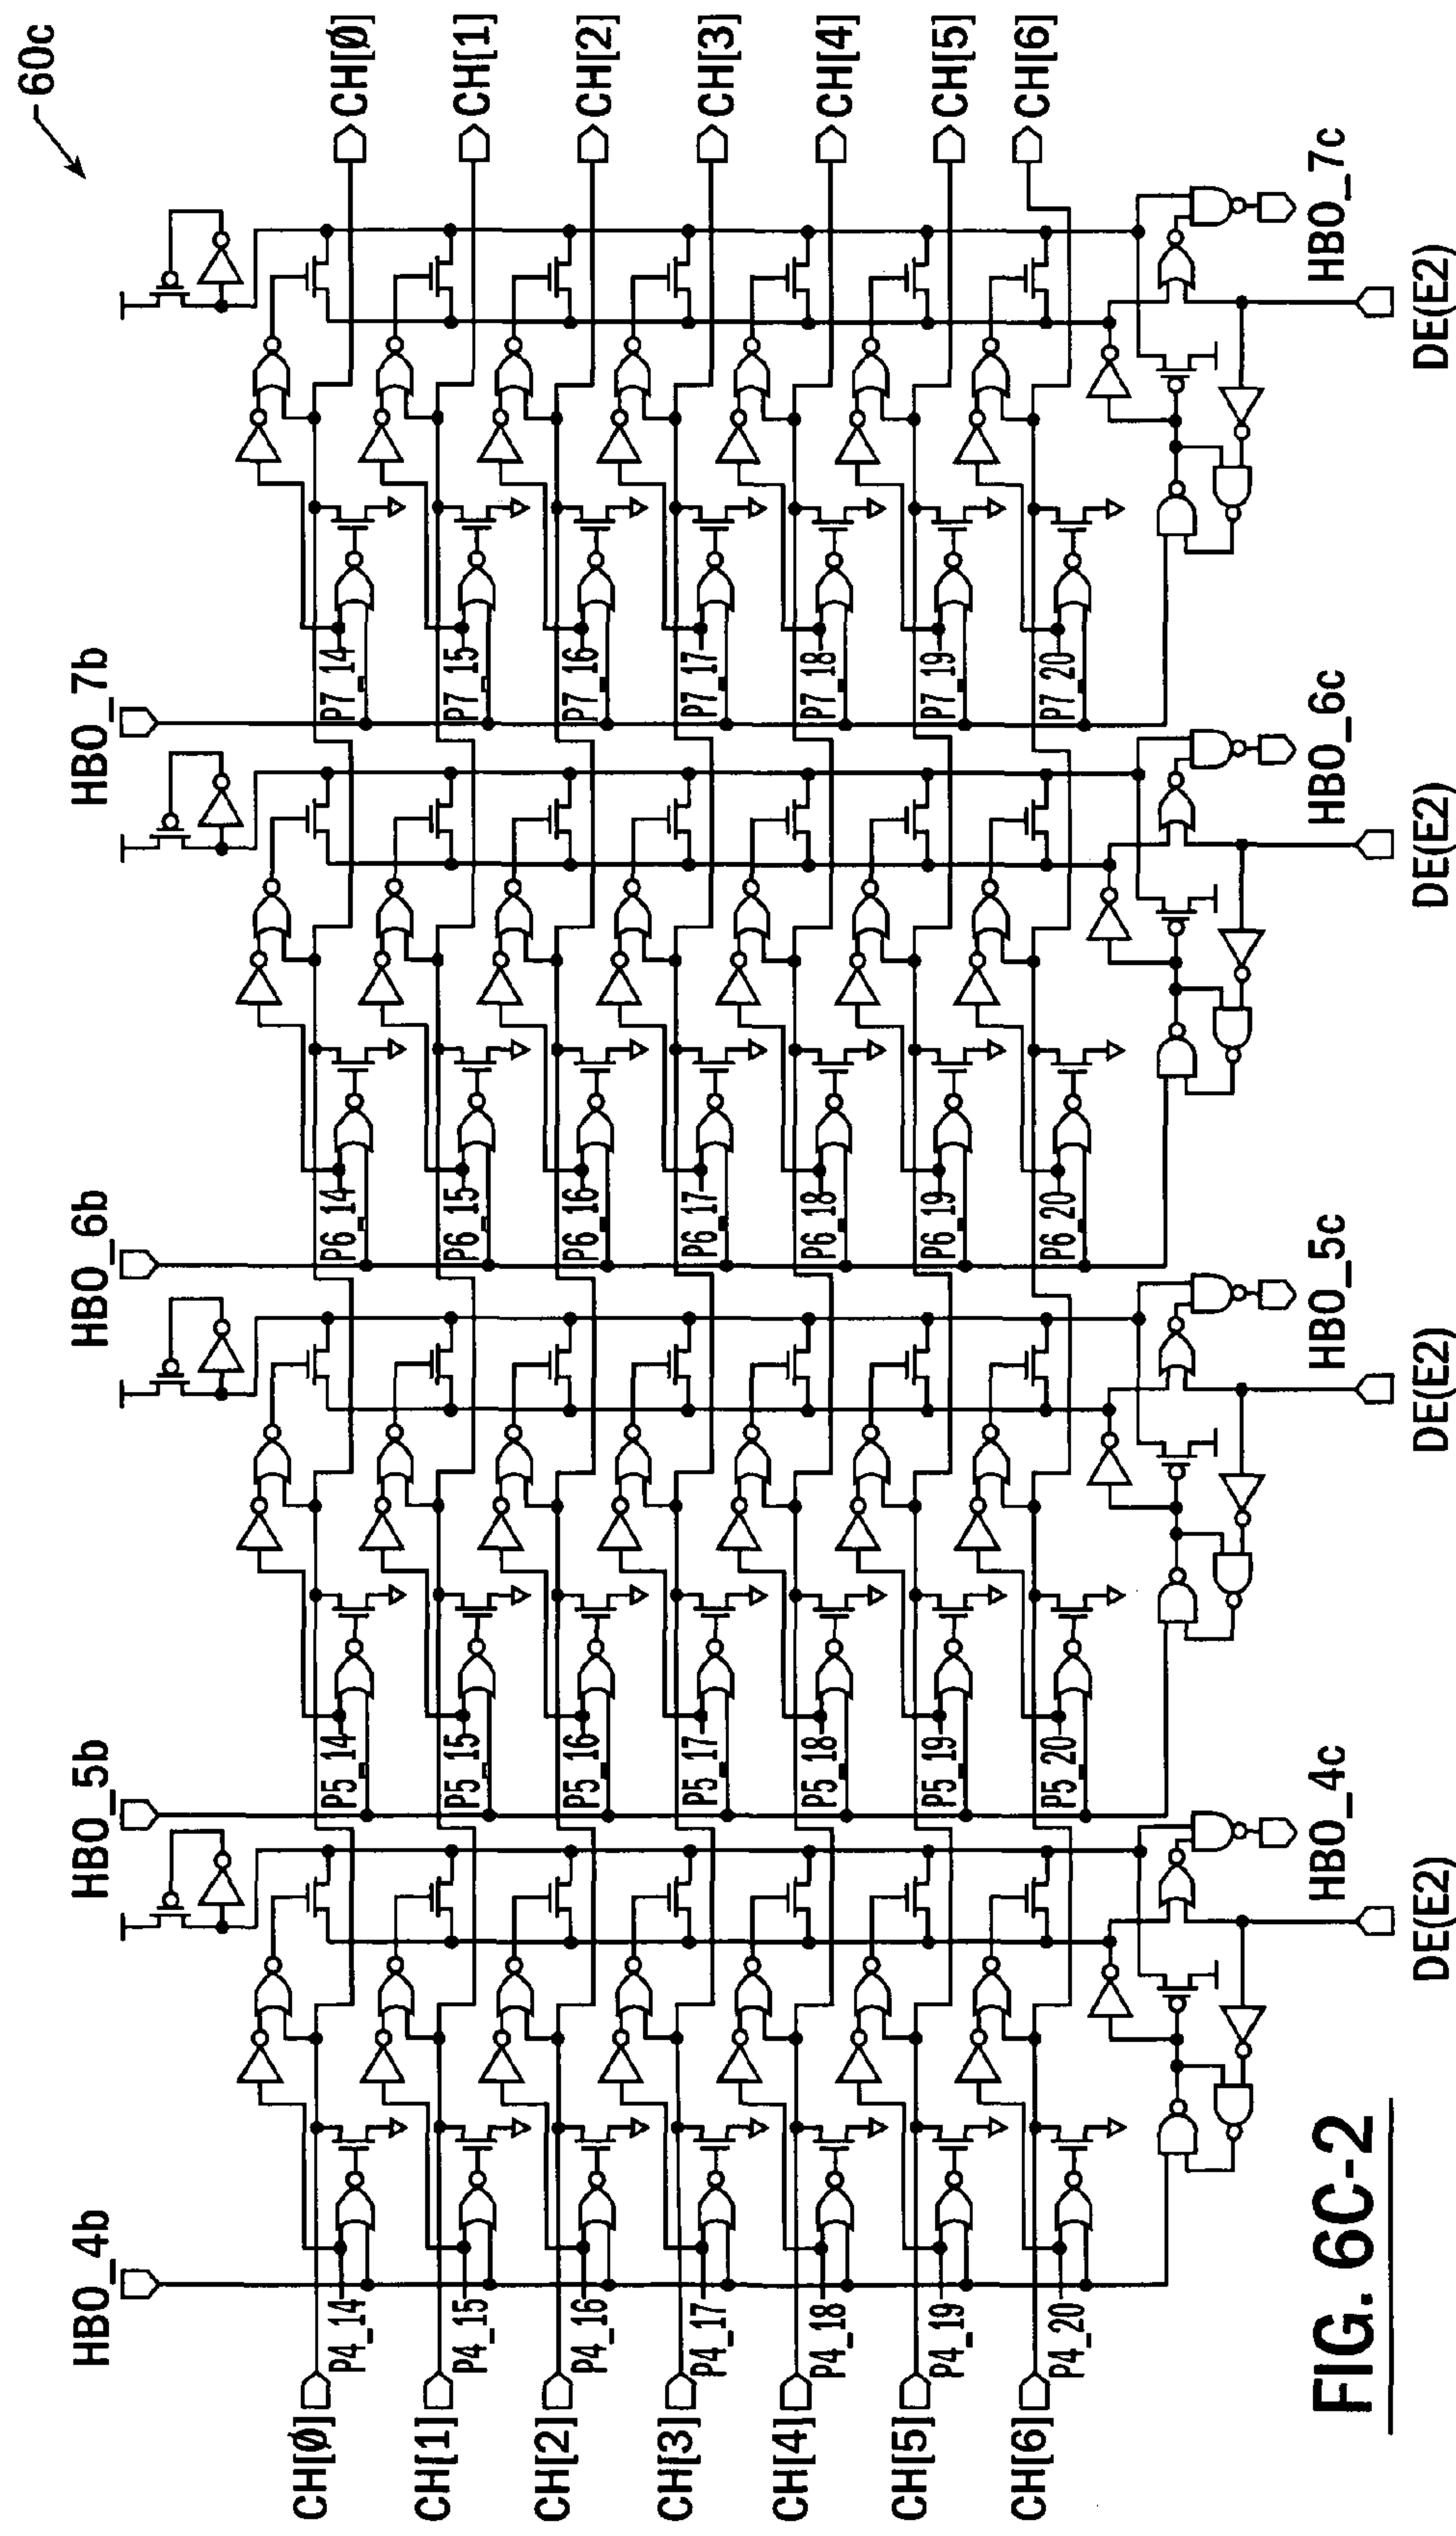 60c
HBO_4b
HBO_5b
HBO_6b
HBO_7b
CH[Ø]
P4_14
P5_14
P6_14
P7_14
CH[Ø]
CH[1]
P4_15
P5_15
P6_15
P7_15
CH[1]
CH[2]
P4_16
P5_16
P6_16
P7_16
CH[2]
CH[3]
P4_17
P5_17
P6_17
P7_17
CH[3]
CH[4]
P4_18
P5_18
P6_18
P7_18
CH[4]
CH[5]
P4_19
P5_19
P6_19
P7_19
CH[5]
CH[6]
P4_20
P5_20
P6_20
P7_20
CH[6]
HBO_4c
HBO_5c
HBO_6c
HBO_7c
DE(E2)
DE(E2)
DE(E2)
DE(E2)
FIG. 6C-2